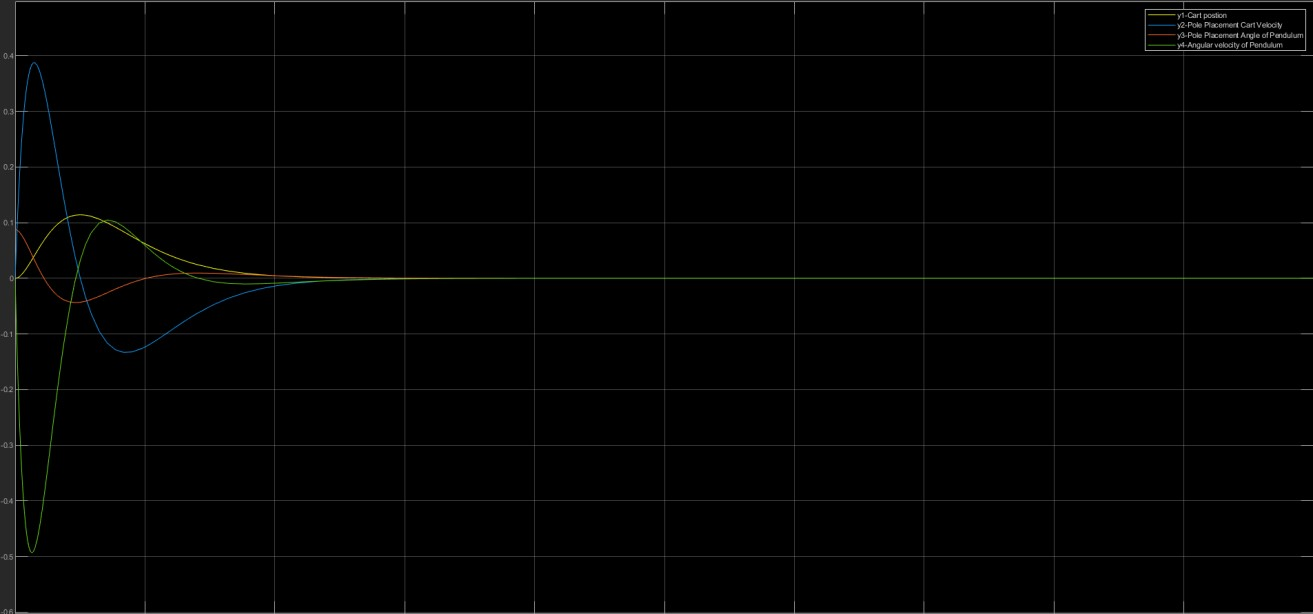 y1-Cart postion
y2-Pole Placement Cart Velocity
y3-Pole Placement Angle of Pendulum
y4-Angular velocity of Pendulum
0.4
0.3
0.2
0.1
0
-0.1
-0.2
-0.3
-0.4
-0.5
-0.6